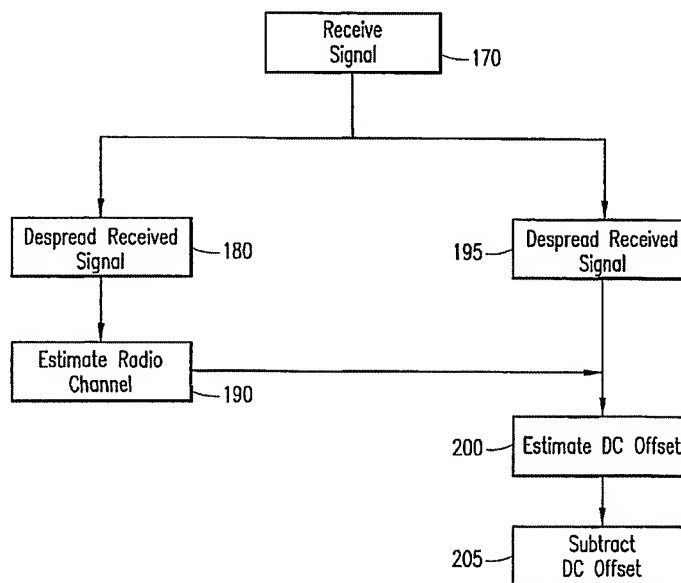 Receive
Signal
170
Despread Received
Signal
180
195
Despread Received
Signal
Estimate Radio
Channel
190
200
Estimate DC Offset
205
Subtract
DC Offset